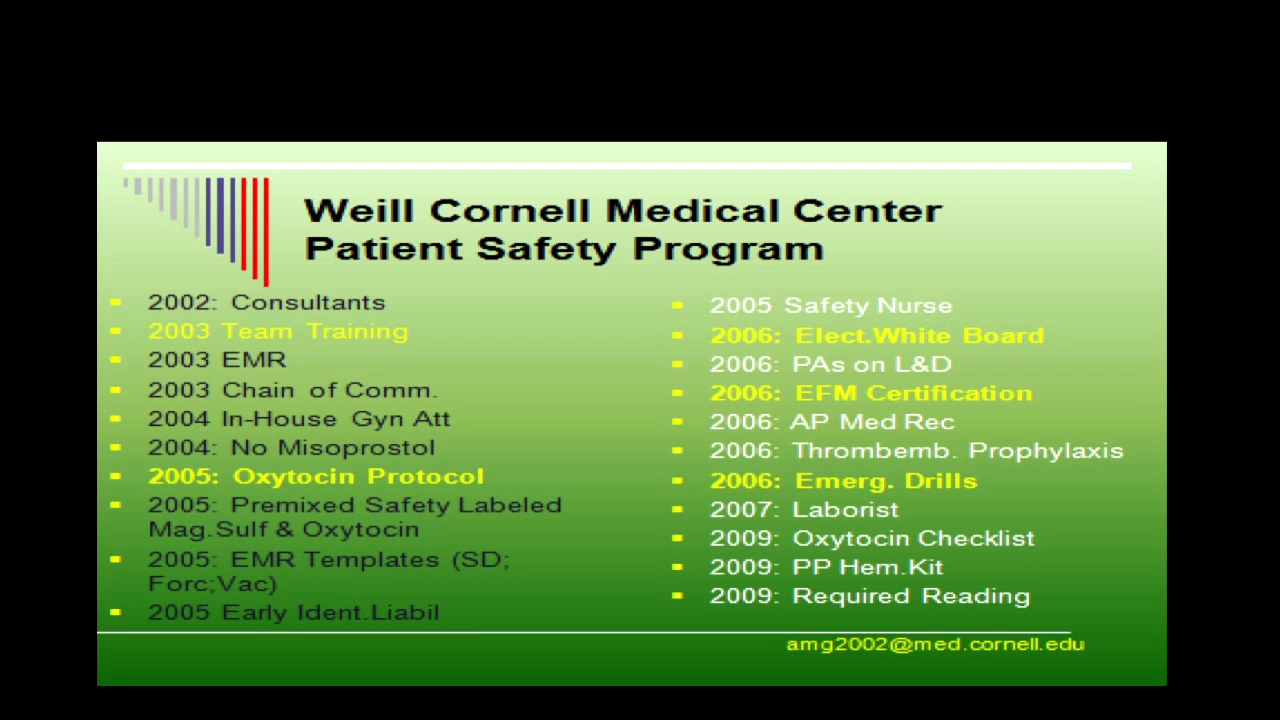 Weill Cornell Medical Center
Patient Safety Program
2002: Consultants
2003 Team Training
2003 EMR
2003 Chain of Comm.
2004 In-House Gyn Att
2004: No Misoprostol
2005: Oxytocin Protocol
2005: Premixed Safety Labeled
Mag.Sulf & Oxytocin
2005: EMR Templates (SD;
Forc;Vac)
2005 Early Ident.Liabil
2005 Safety Nurse
2006: Elect.White Board
2006: PAs on L&D
2006: EFM Certification
2006: AP Med Rec
2006: Thrombemb. Prophylaxis
2006: Emerg. Drills
2007: Laborist
2009: Oxytocin Checklist
2009: PP Hem.Kit
2009: Required Reading
amg2002@med.cornell.edu